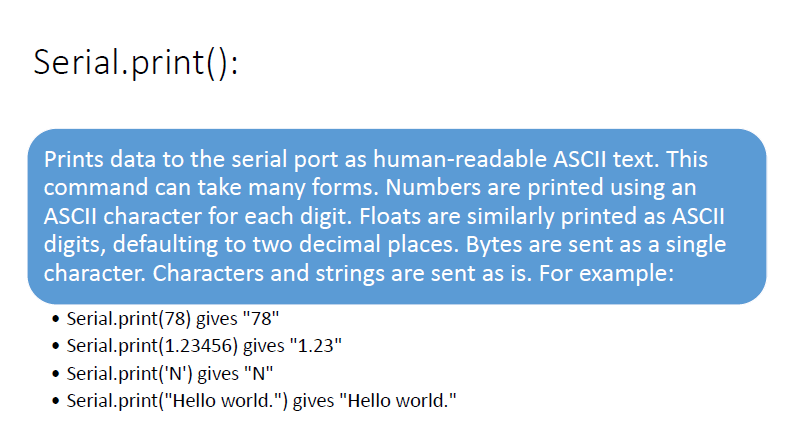 Serial.print():
Prints data to the serial port as human-readable ASCII text. This
command can take many forms. Numbers are printed using an
ASCII character for each digit. Floats are similarly printed as ASCII
digits, defaulting to two decimal places. Bytes are sent as a single
character. Characters and strings are sent as is. For example:
• Serial.print(78) gives "78"
• Serial.print(1.23456) gives "1.23"
• Serial.print('N') gives "N"
• Serial.print("Hello world.") gives "Hello world."